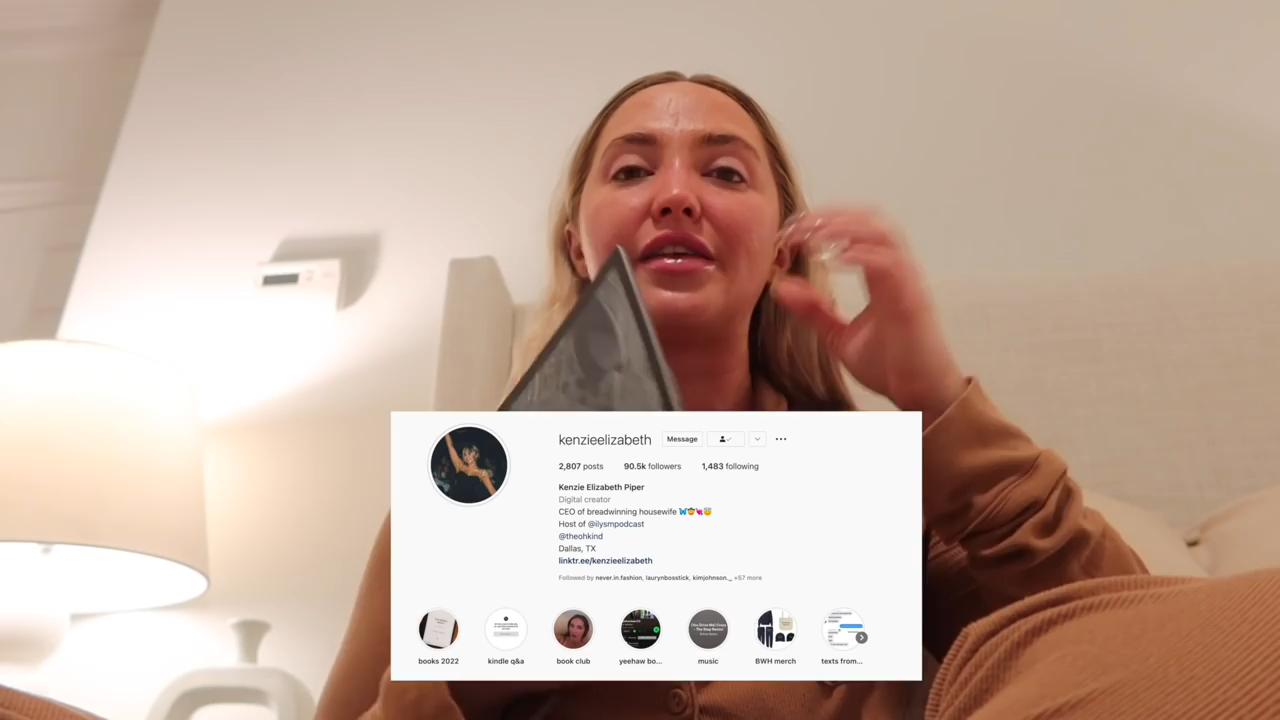 kenzieelizabeth Message
2,807 posts 90.5k followers 1,483 following
Kenzie Elizabeth Piper
Digital creator
CEO of breadwinning housewife 🦋🤠💘😇
Host of @ilysmpodcast
@theohkind
Dallas, TX
linktr.ee/kenzieelizabeth
Followed by never.in.fashion, laurynbosstick, kimjohnson._ +57 more
books 2022 kindle q&a book club yeehaw bo... music BWH merch texts from...